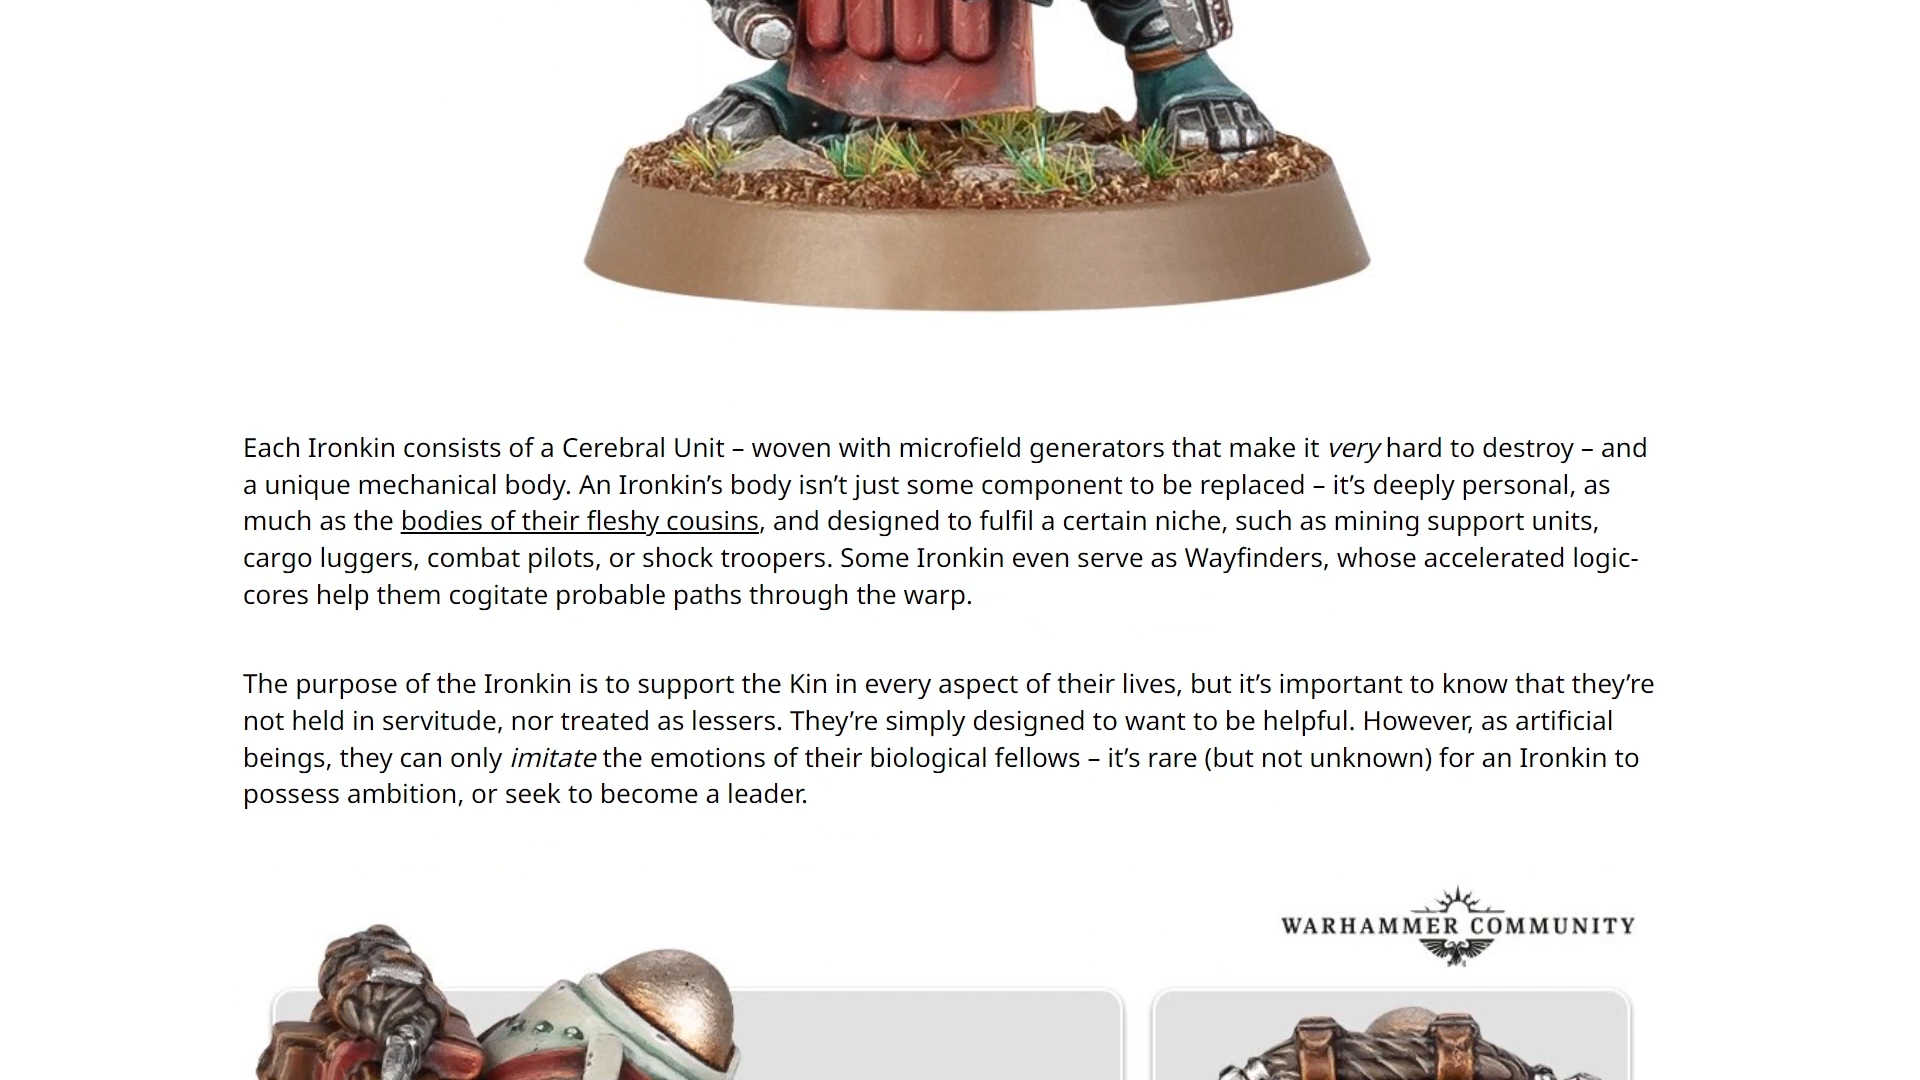 Each Ironkin consists of a Cerebral Unit – woven with microfield generators that make it very hard to destroy – and
a unique mechanical body. An Ironkin’s body isn’t just some component to be replaced – it’s deeply personal, as
much as the bodies of their fleshy cousins, and designed to fulfil a certain niche, such as mining support units,
cargo luggers, combat pilots, or shock troopers. Some Ironkin even serve as Wayfinders, whose accelerated logic-
cores help them cogitate probable paths through the warp.
The purpose of the Ironkin is to support the Kin in every aspect of their lives, but it’s important to know that they’re
not held in servitude, nor treated as lessers. They’re simply designed to want to be helpful. However, as artificial
beings, they can only imitate the emotions of their biological fellows – it’s rare (but not unknown) for an Ironkin to
possess ambition, or seek to become a leader.
WARHAMMER COMMUNITY